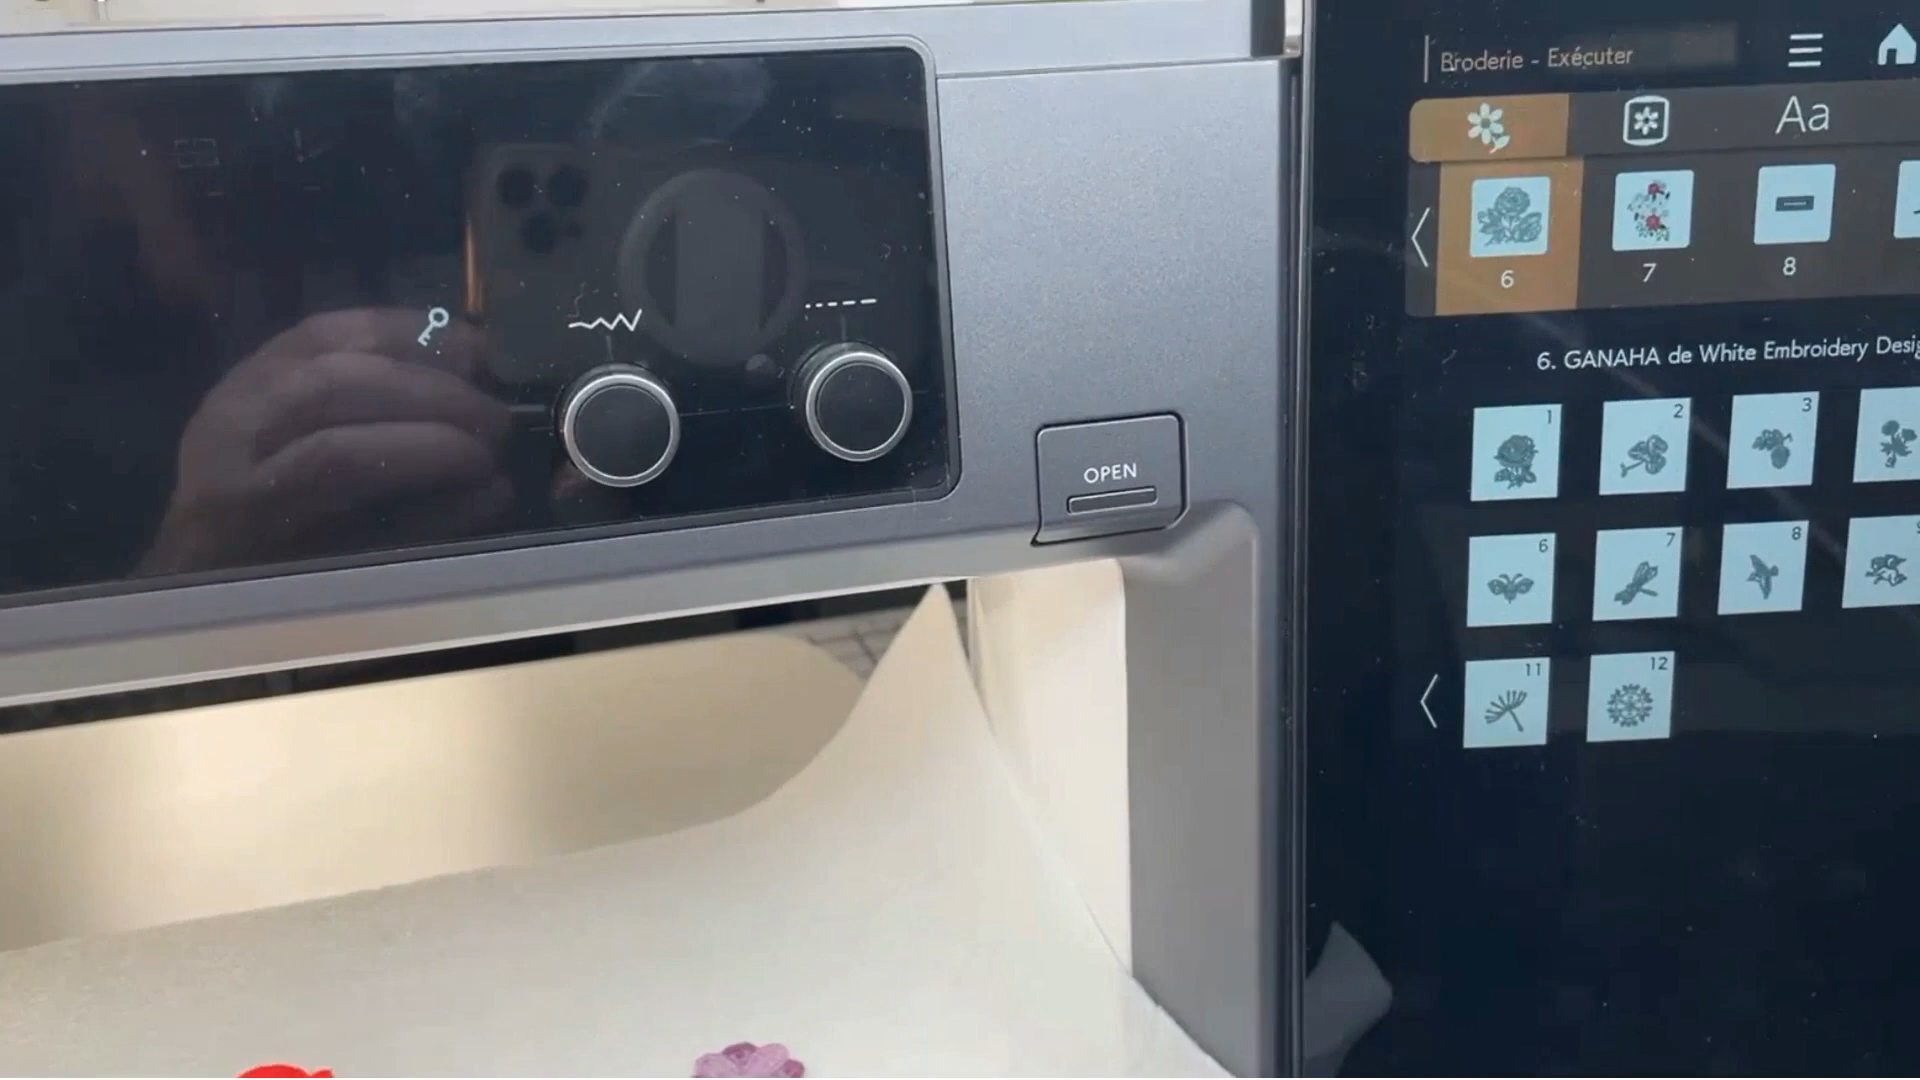 Broderie - Exécuter
Aa
6
7
8
6. GANAHA de White Embroidery
1
2
3
OPEN
6
7
8
11
12